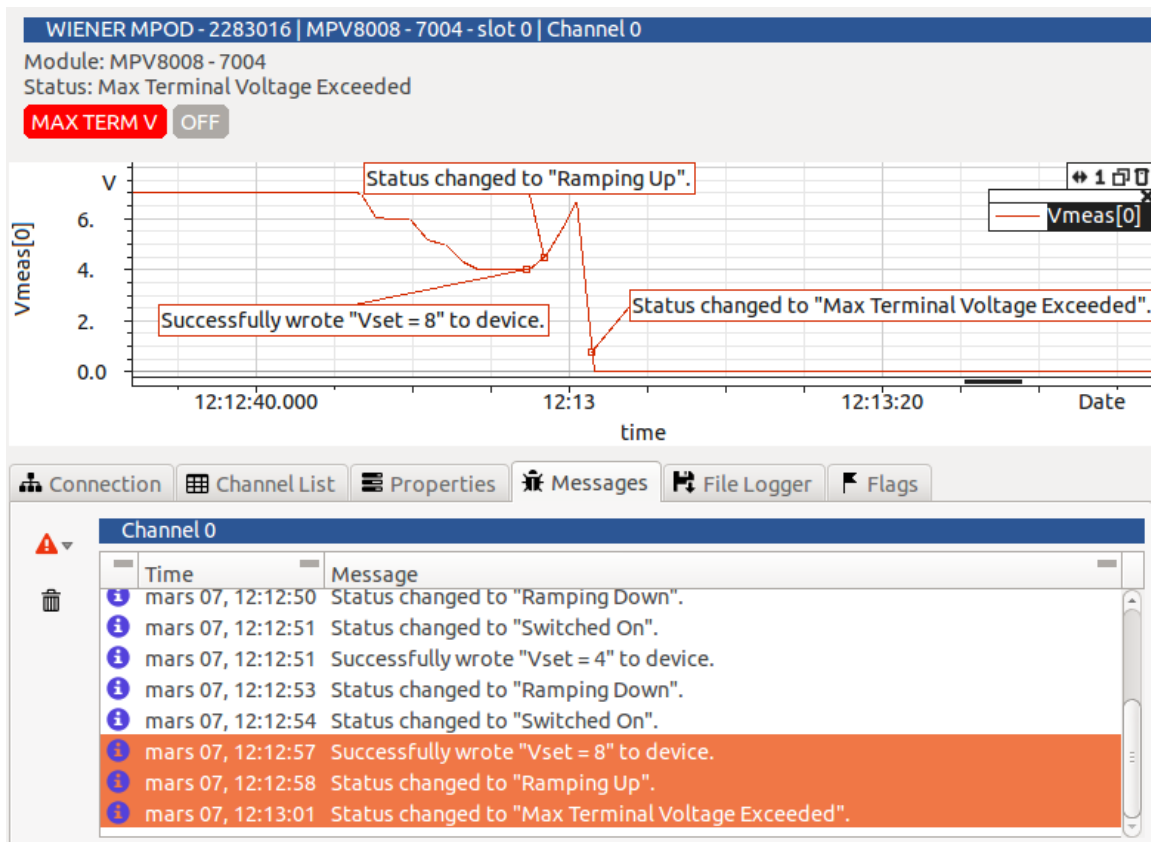 WIENER MPOD - 2283016 | MPV8008 - 7004 - slot 0 | Channel 0
Module: MPV8008 - 7004
Status: Max Terminal Voltage Exceeded
MAX TERM V OFF
V
Status changed to "Ramping Up".
1
Vmeas[0]
6.
4.
2.
0.0
Vmeas[0]
Successfully wrote "Vset = 8" to device.
Status changed to "Max Terminal Voltage Exceeded".
12:12:40.000 12:13 12:13:20 Date
time
Connection Channel List Properties Messages File Logger Flags
Channel 0
Time Message
mars 07, 12:12:50 Status changed to "Ramping Down".
mars 07, 12:12:51 Status changed to "Switched On".
mars 07, 12:12:51 Successfully wrote "Vset = 4" to device.
mars 07, 12:12:53 Status changed to "Ramping Down".
mars 07, 12:12:54 Status changed to "Switched On".
mars 07, 12:12:57 Successfully wrote "Vset = 8" to device.
mars 07, 12:12:58 Status changed to "Ramping Up".
mars 07, 12:13:01 Status changed to "Max Terminal Voltage Exceeded".